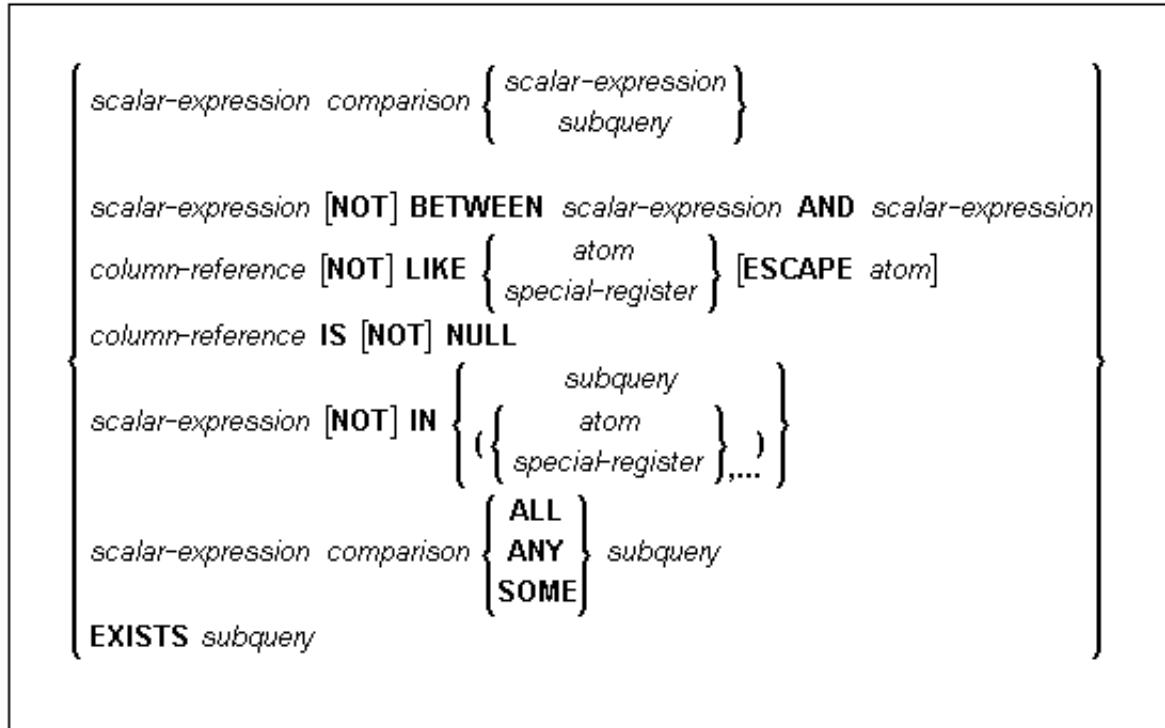 scalar-expression comparison { scalar-expression
subquery }
scalar-expression [NOT] BETWEEN scalar-expression AND scalar-expression
column-reference [NOT] LIKE { atom
special-register } [ESCAPE atom]
column-reference IS [NOT] NULL
scalar-expression [NOT] IN { subquery
( { atom
special-register } ,... ) }
scalar-expression comparison { ALL
ANY
SOME } subquery
EXISTS subquery